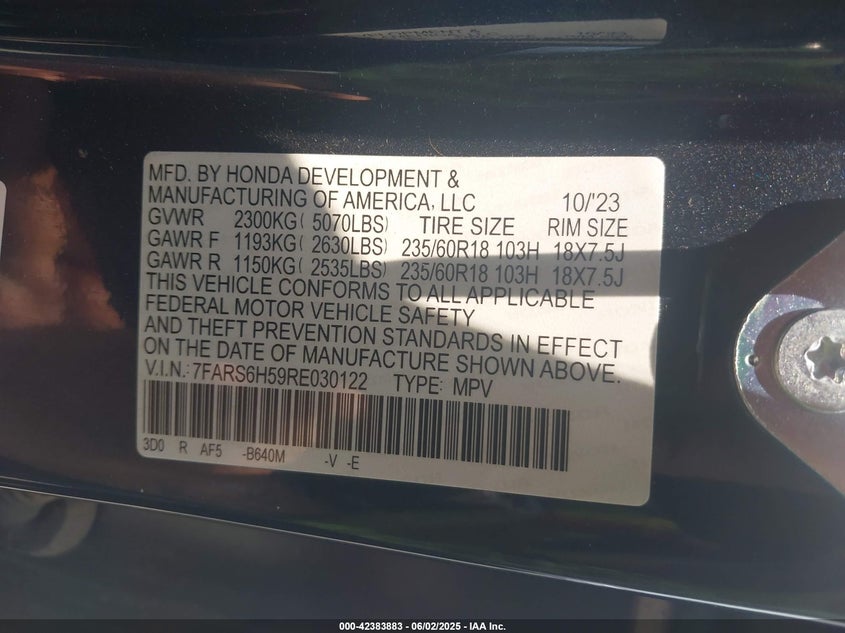 MFD. BY HONDA DEVELOPMENT &
MANUFACTURING OF AMERICA, LLC 10/'23
GVWR 2300KG( 5070LBS) TIRE SIZE RIM SIZE
GAWR F 1193KG( 2630LBS) 235/60R18 103H 18X7.5J
GAWR R 1150KG( 2535LBS) 235/60R18 103H 18X7.5J
THIS VEHICLE CONFORMS TO ALL APPLICABLE
FEDERAL MOTOR VEHICLE SAFETY
AND THEFT PREVENTION STANDARDS IN EFFECT
ON THE DATE OF MANUFACTURE SHOWN ABOVE.
V.I.N.: 7FARS6H59RE030122 TYPE: MPV
3D0 R AF5 -B640M -V -E
000-42383883 - 06/02/2025 - IAA Inc.